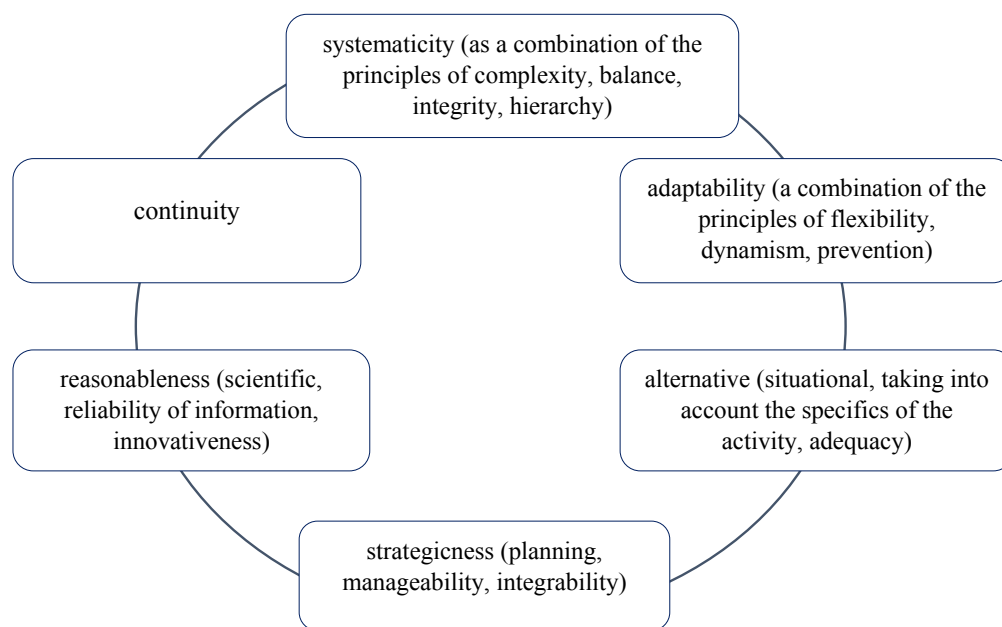 systematicity (as a combination of the
principles of complexity, balance,
integrity, hierarchy)
adaptability (a combination of the
principles of flexibility,
dynamism, prevention)
alternative (situational, taking into
account the specifics of the
activity, adequacy)
strategicness (planning,
manageability, integrability)
reasonableness (scientific,
reliability of information,
innovativeness)
continuity